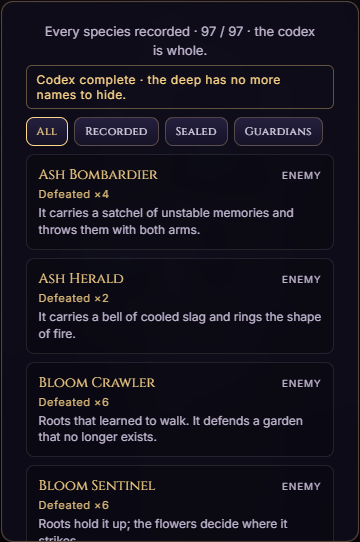 Every species recorded · 97 / 97 · the codex
is whole.
Codex complete · the deep has no more
names to hide.
All
Recorded
Sealed
Guardians
Ash Bombardier
ENEMY
Defeated ×4
It carries a satchel of unstable memories and
throws them with both arms.
Ash Herald
ENEMY
Defeated ×2
It carries a bell of cooled slag and rings the shape
of fire.
Bloom Crawler
ENEMY
Defeated ×6
Roots that learned to walk. It defends a garden
that no longer exists.
Bloom Sentinel
ENEMY
Defeated ×6
Roots hold it up; the flowers decide where it
strikes.